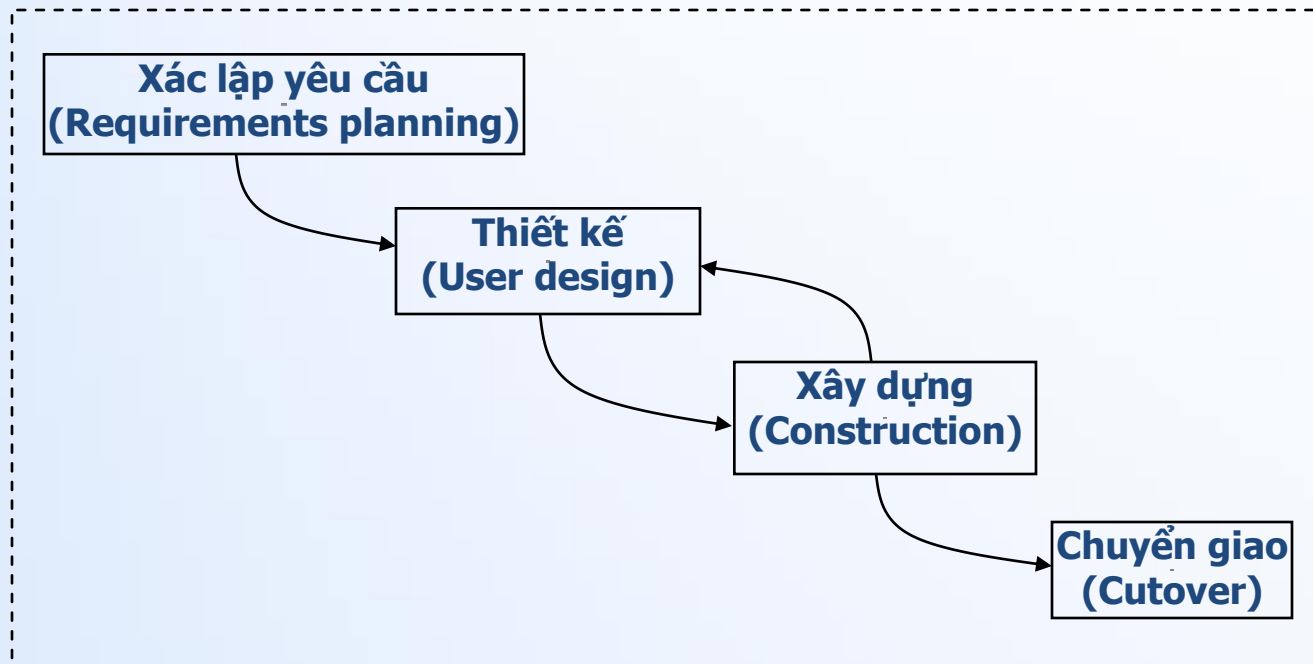 Xác lập yêu cầu
(Requirements planning)
Thiết kế
(User design)
Xây dựng
(Construction)
Chuyển giao
(Cutover)